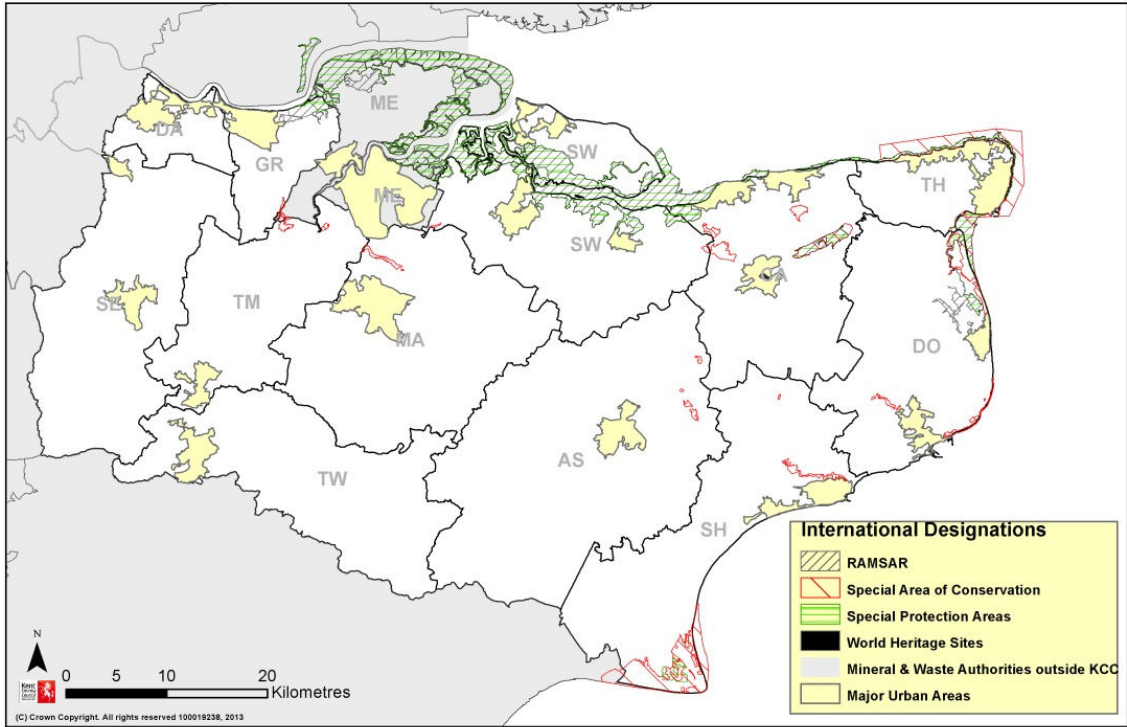 ME
DA
GR
SW
TH
ME
SW
SE
TM
CA
MA
DO
AS
TW
SH
International Designations
RAMSAR
Special Area of Conservation
Special Protection Areas
World Heritage Sites
Mineral & Waste Authorities outside KCC
Major Urban Areas
N
0 5 10 20
Kilometres
(C) Crown Copyright. All rights reserved 100019238, 2013